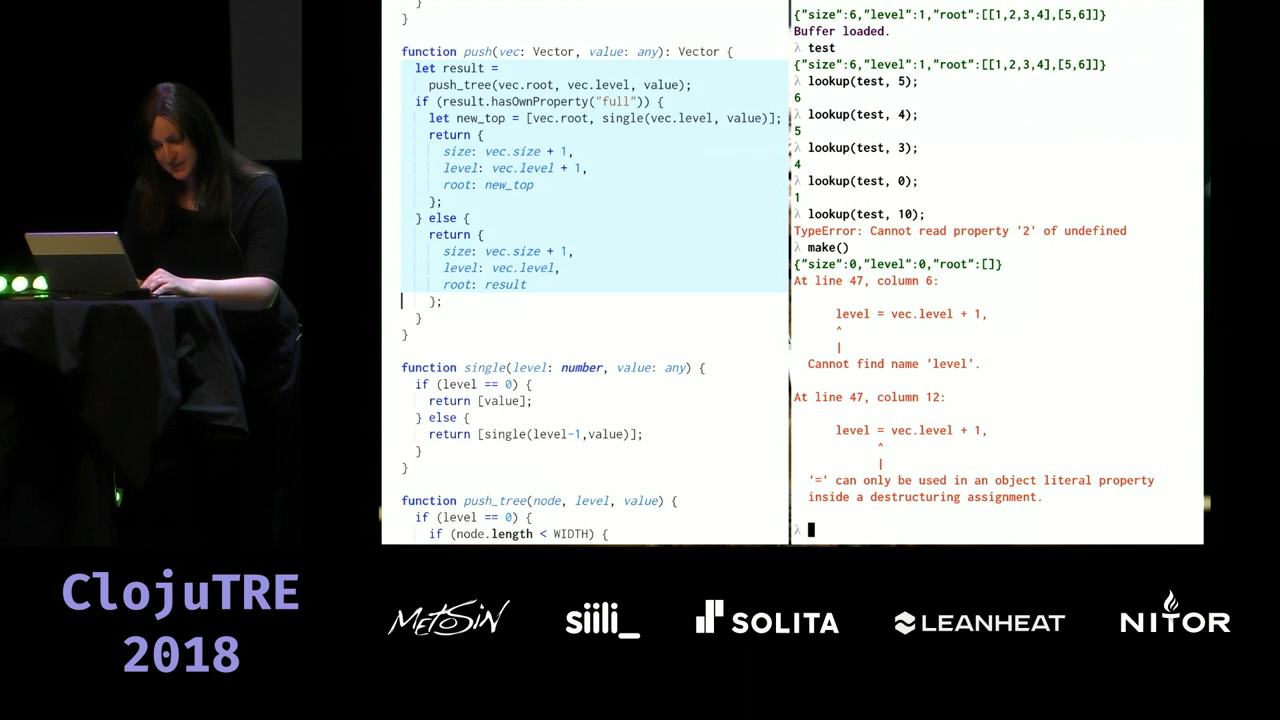 }
}
function push(vec: Vector, value: any): Vector {
let result =
push_tree(vec.root, vec.level, value);
if (result.hasOwnProperty("full")) {
let new_top = [vec.root, single(vec.level, value)];
return {
size: vec.size + 1,
level: vec.level + 1,
root: new_top
};
} else {
return {
size: vec.size + 1,
level: vec.level,
root: result
};
}
}
function single(level: number, value: any) {
if (level == 0) {
return [value];
} else {
return [single(level-1,value)];
}
}
function push_tree(node, level, value) {
if (level == 0) {
if (node.length < WIDTH) {
{"size":6,"level":1,"root":[[1,2,3,4],[5,6]]}
Buffer loaded.
λ test
{"size":6,"level":1,"root":[[1,2,3,4],[5,6]]}
λ lookup(test, 5);
6
λ lookup(test, 4);
5
λ lookup(test, 3);
4
λ lookup(test, 0);
1
λ lookup(test, 10);
TypeError: Cannot read property '2' of undefined
λ make()
{"size":0,"level":0,"root":[]}
At line 47, column 6:
level = vec.level + 1,
^
|
Cannot find name 'level'.
At line 47, column 12:
level = vec.level + 1,
^
|
'=' can only be used in an object literal property
inside a destructuring assignment.
λ
ClojuTRE
2018
METOSIN
siili_
SOLITA
LEANHEAT
NITOR